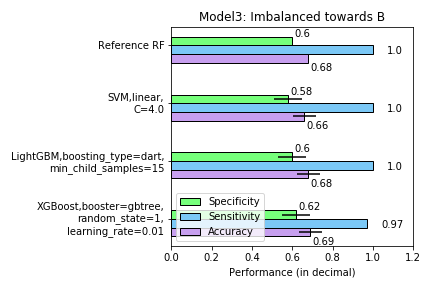 Model3: Imbalanced towards B
Reference RF
0.6
1.0
0.68
SVM,linear,
C=4.0
0.58
1.0
0.66
LightGBM,boosting_type=dart,
min_child_samples=15
0.6
1.0
0.68
XGBoost,booster=gbtree,
random_state=1,
learning_rate=0.01
0.62
0.97
0.69
Specificity
Sensitivity
Accuracy
0.0 0.2 0.4 0.6 0.8 1.0 1.2
Performance (in decimal)